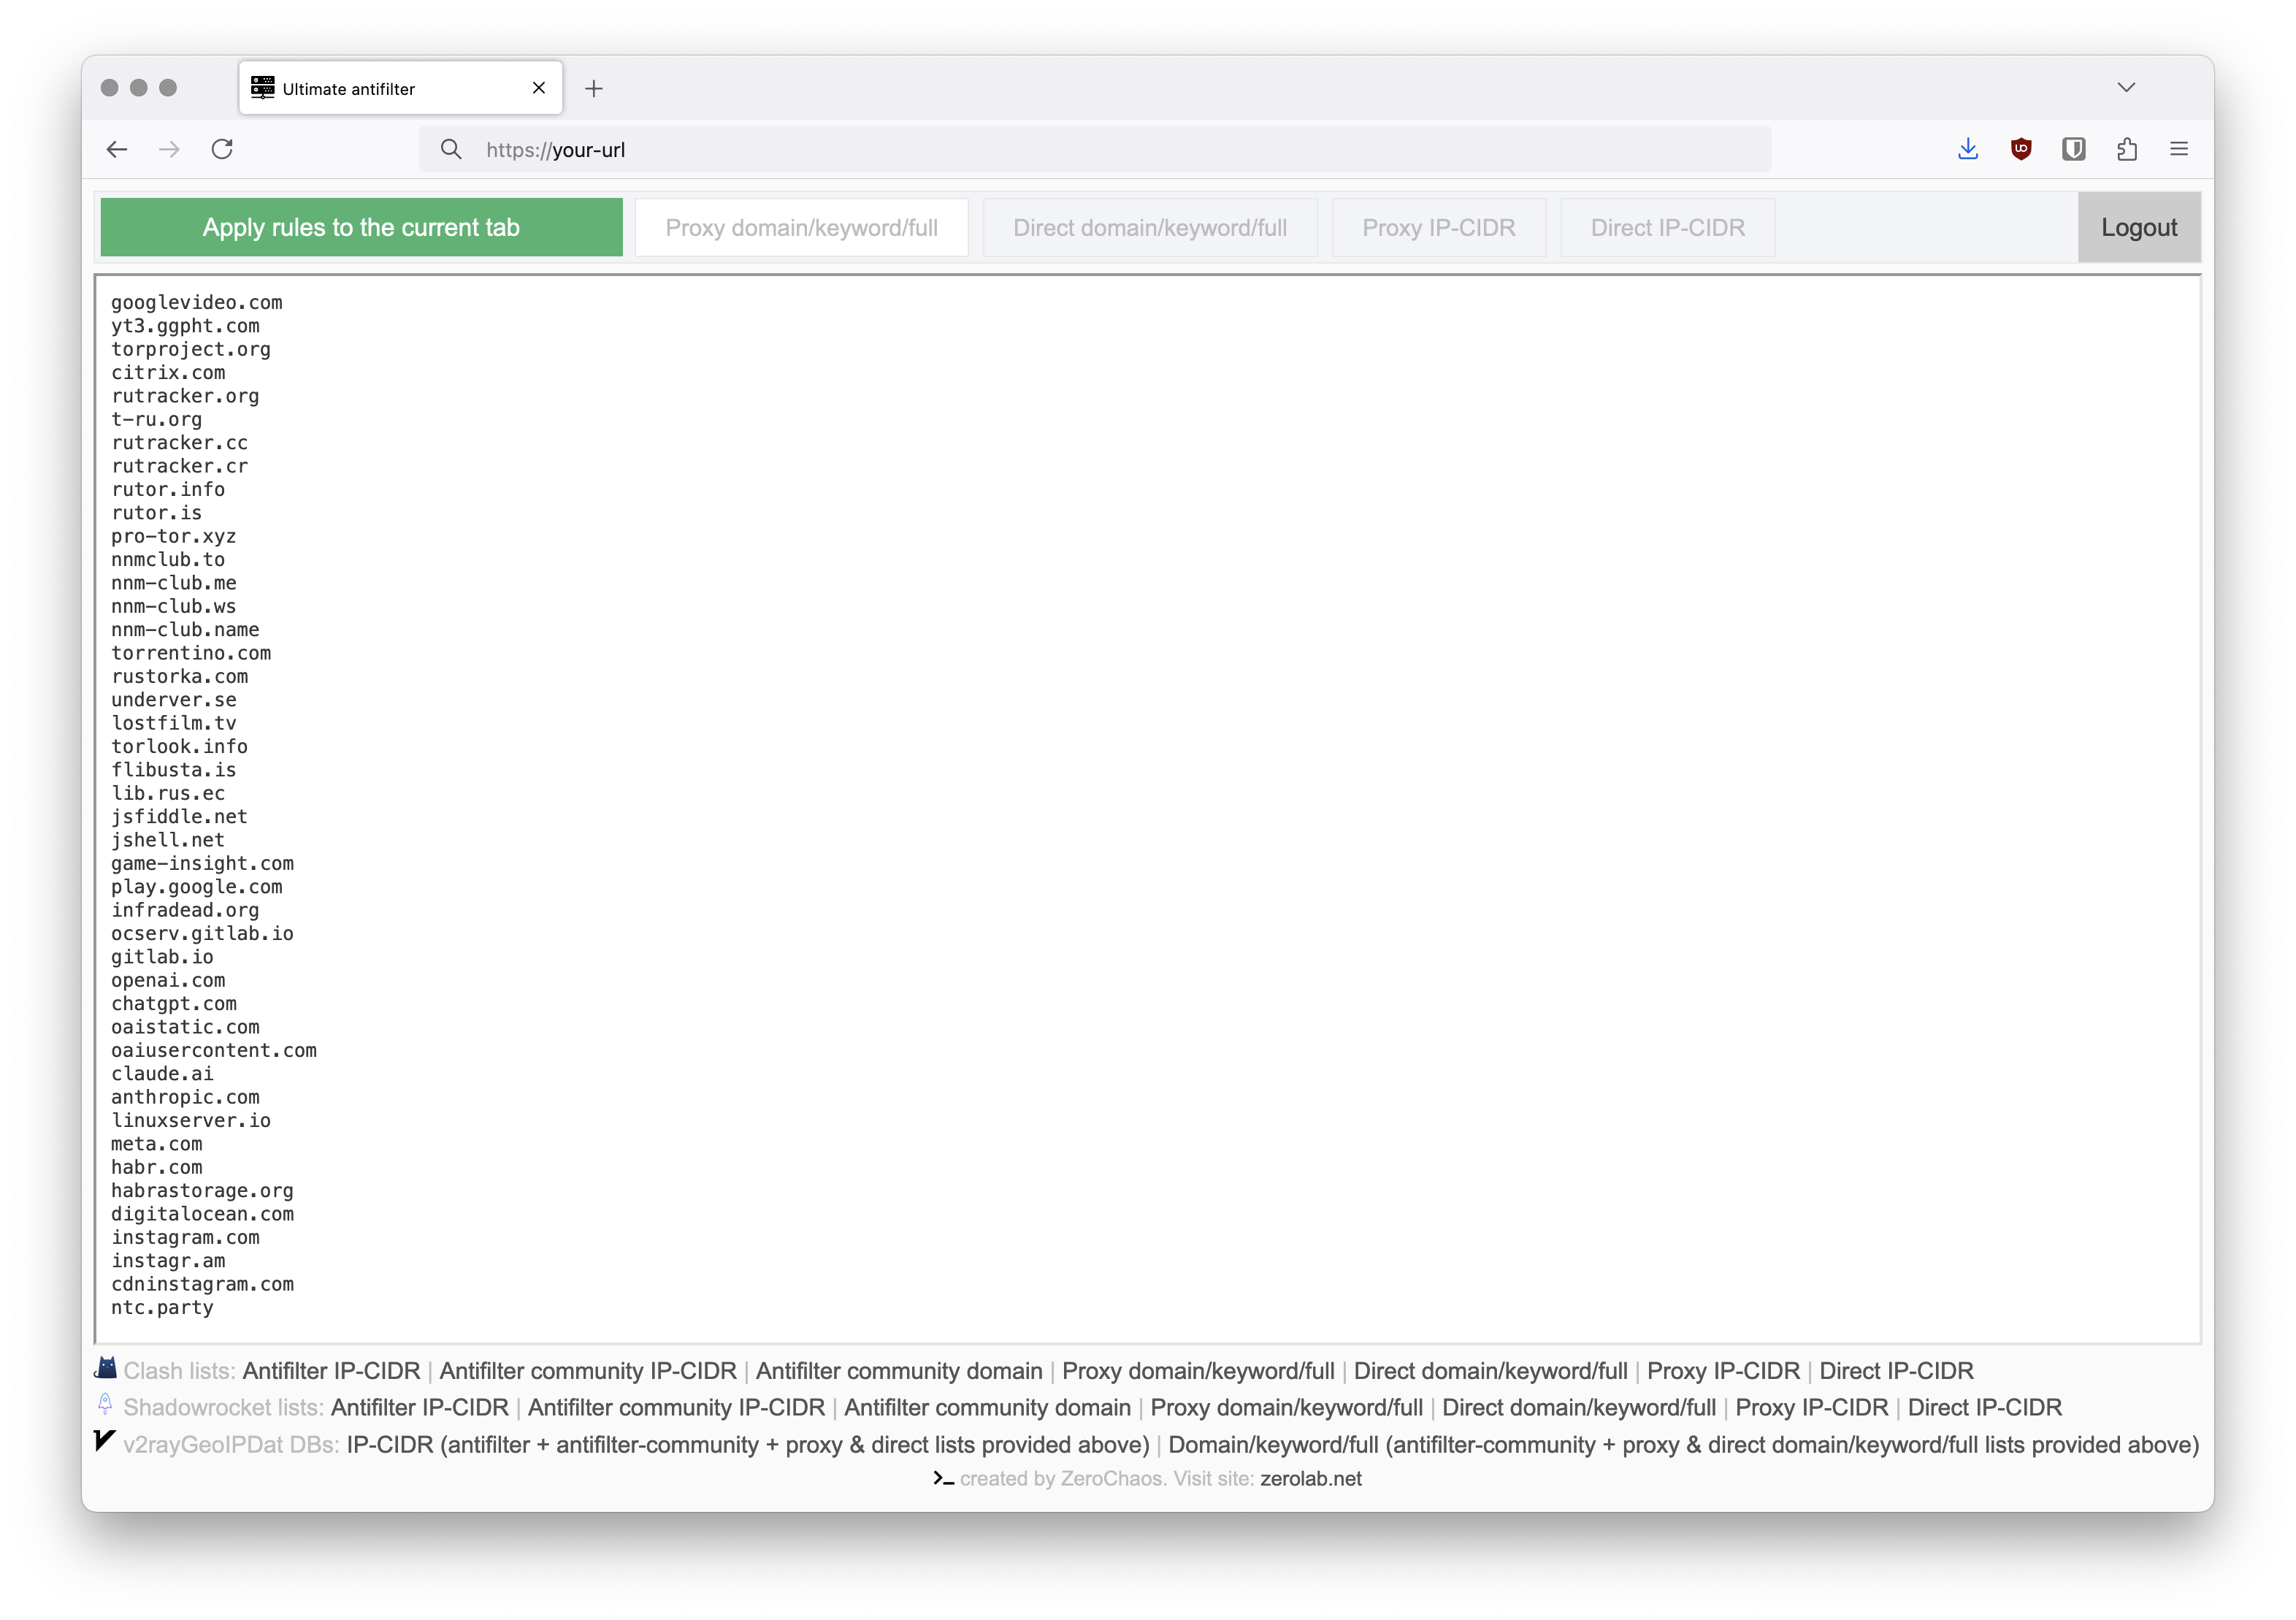 Ultimate antifilter
https://your-url
Apply rules to the current tab Proxy domain/keyword/full Direct domain/keyword/full Proxy IP-CIDR Direct IP-CIDR Logout
googlevideo.com
yt3.ggpht.com
torproject.org
citrix.com
rutracker.org
t-ru.org
rutracker.cc
rutracker.cr
rutor.info
rutor.is
pro-tor.xyz
nnmclub.to
nnm-club.me
nnm-club.ws
nnm-club.name
torrentino.com
rustorka.com
underver.se
lostfilm.tv
torlook.info
flibusta.is
lib.rus.ec
jsfiddle.net
jshell.net
game-insight.com
play.google.com
infradead.org
ocserv.gitlab.io
gitlab.io
openai.com
chatgpt.com
oaistatic.com
oaiusercontent.com
claude.ai
anthropic.com
linuxserver.io
meta.com
habr.com
habrastorage.org
digitalocean.com
instagram.com
instagr.am
cdninstagram.com
ntc.party
Clash lists: Antifilter IP-CIDR | Antifilter community IP-CIDR | Antifilter community domain | Proxy domain/keyword/full | Direct domain/keyword/full | Proxy IP-CIDR | Direct IP-CIDR
Shadowrocket lists: Antifilter IP-CIDR | Antifilter community IP-CIDR | Antifilter community domain | Proxy domain/keyword/full | Direct domain/keyword/full | Proxy IP-CIDR | Direct IP-CIDR
v2rayGeoIPDat DBs: IP-CIDR (antifilter + antifilter-community + proxy & direct lists provided above) | Domain/keyword/full (antifilter-community + proxy & direct domain/keyword/full lists provided above)
created by ZeroChaos. Visit site: zerolab.net